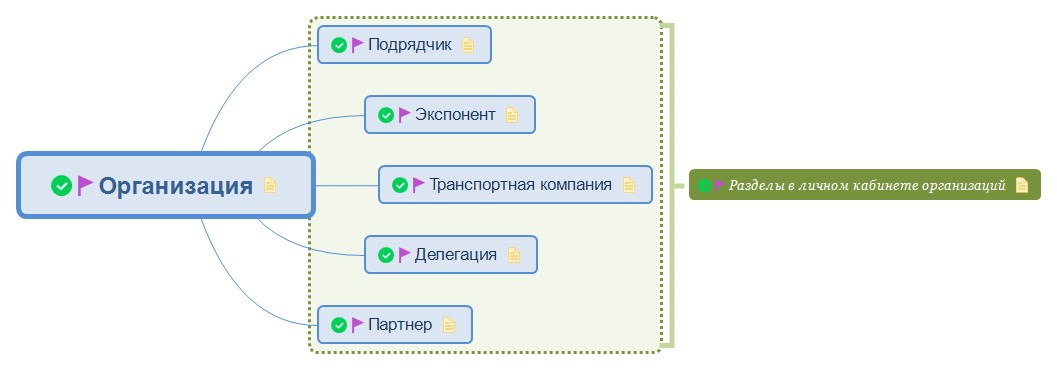 Подрядчик
Экспонент
Организация
Транспортная компания
Разделы в личном кабинете организаций
Делегация
Партнер